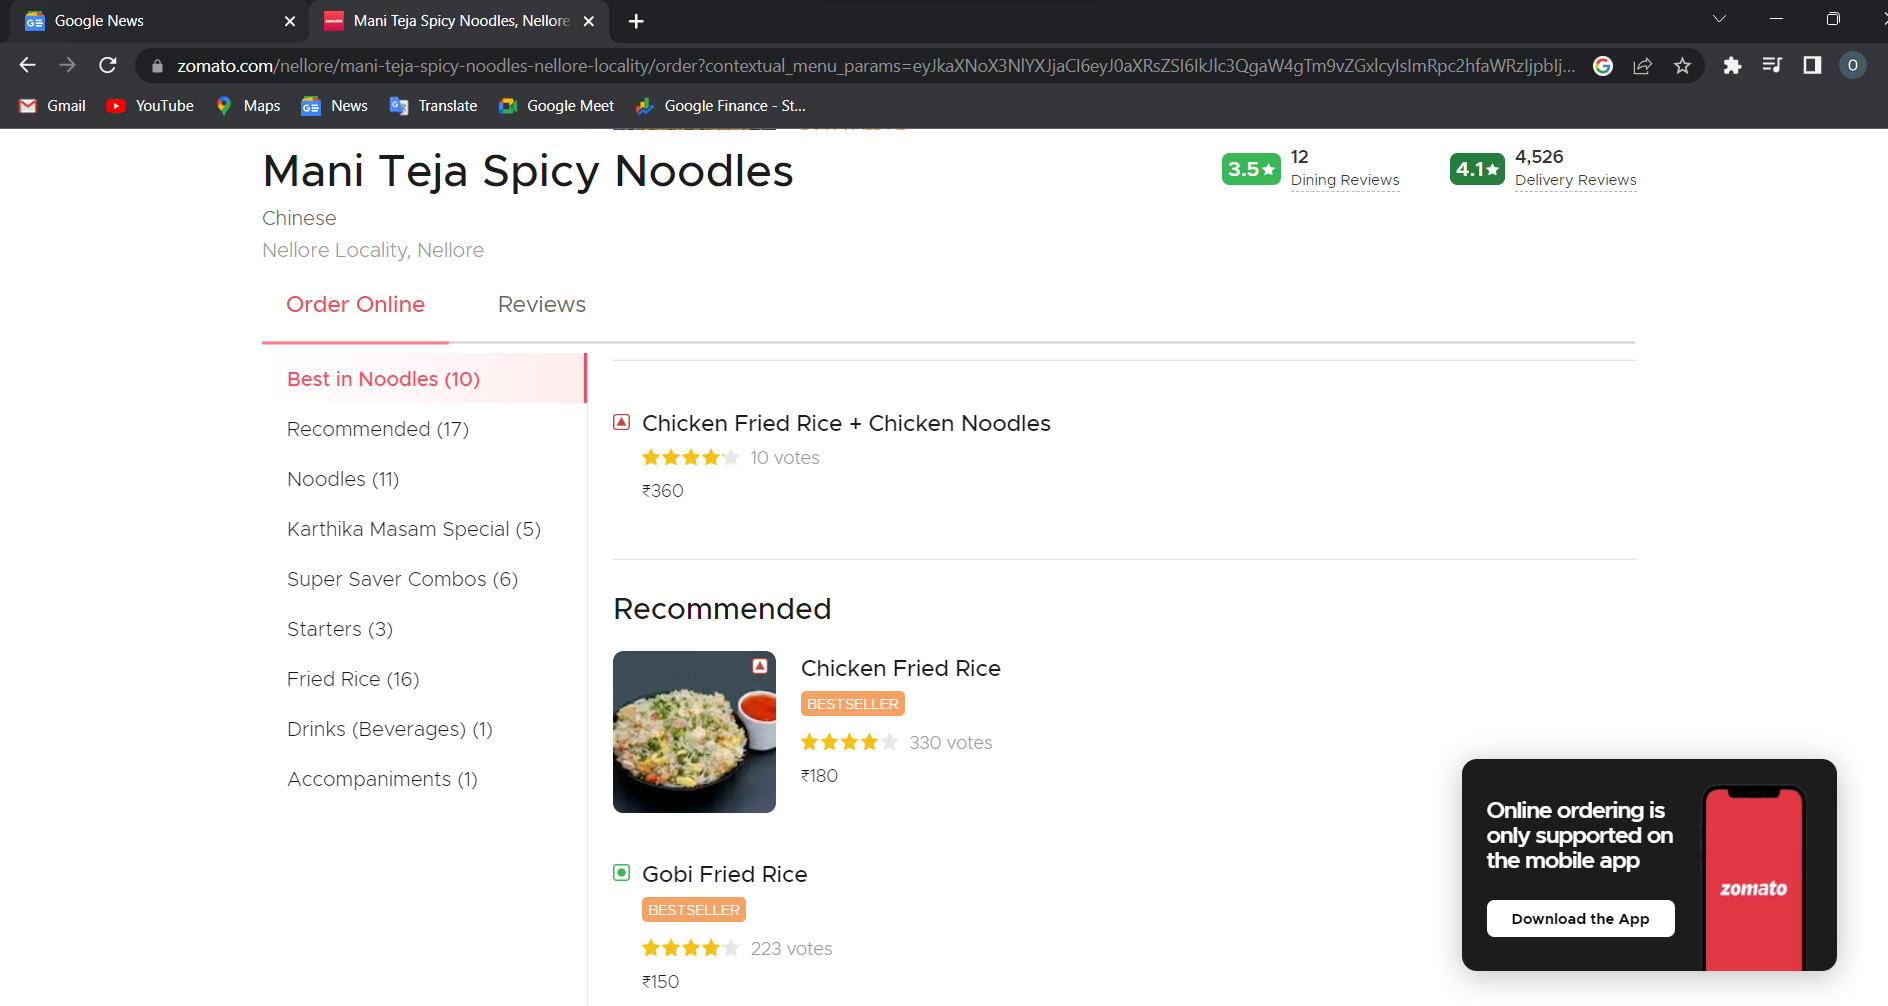 Google News
Mani Teja Spicy Noodles, Nellore
zomato.com/nellore/mani-teja-spicy-noodles-nellore-locality/order?contextual_menu_params=eyJkaXNoX3NlYXJjaCI6eyJ0aXRsZSI6IkJlc3QgaW4gTm9vZGxlcyIsImRpc2hfaWRzIjpbIj...
O
Gmail
YouTube
Maps
News
Translate
Google Meet
Google Finance - St...
Mani Teja Spicy Noodles
3.5 12 Dining Reviews
4.1 4,526 Delivery Reviews
Chinese
Nellore Locality, Nellore
Order Online
Reviews
Best in Noodles (10)
Recommended (17)
Noodles (11)
Karthika Masam Special (5)
Super Saver Combos (6)
Starters (3)
Fried Rice (16)
Drinks (Beverages) (1)
Accompaniments (1)
Chicken Fried Rice + Chicken Noodles
10 votes
₹360
Recommended
Chicken Fried Rice
BESTSELLER
330 votes
₹180
Gobi Fried Rice
BESTSELLER
223 votes
₹150
Online ordering is
only supported on
the mobile app
Download the App
zomato